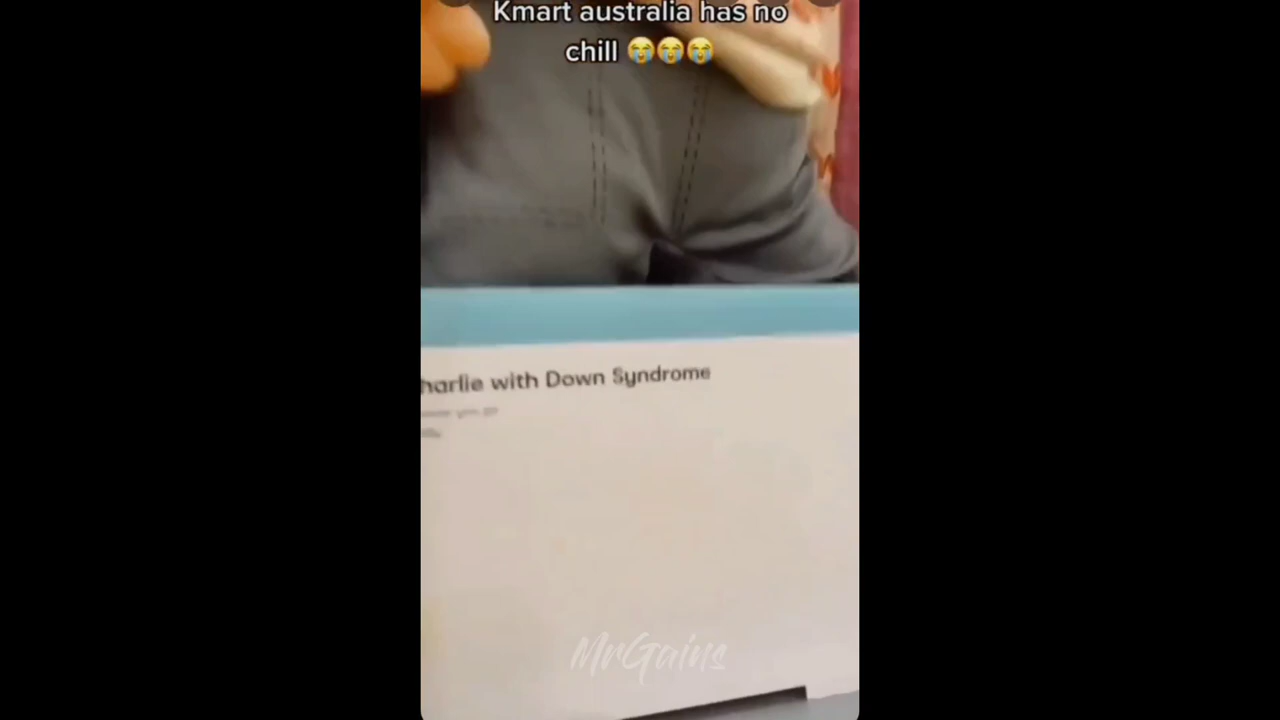 Kmart australia has no
chill 😭😭😭
harlie with Down Syndrome
MrGains